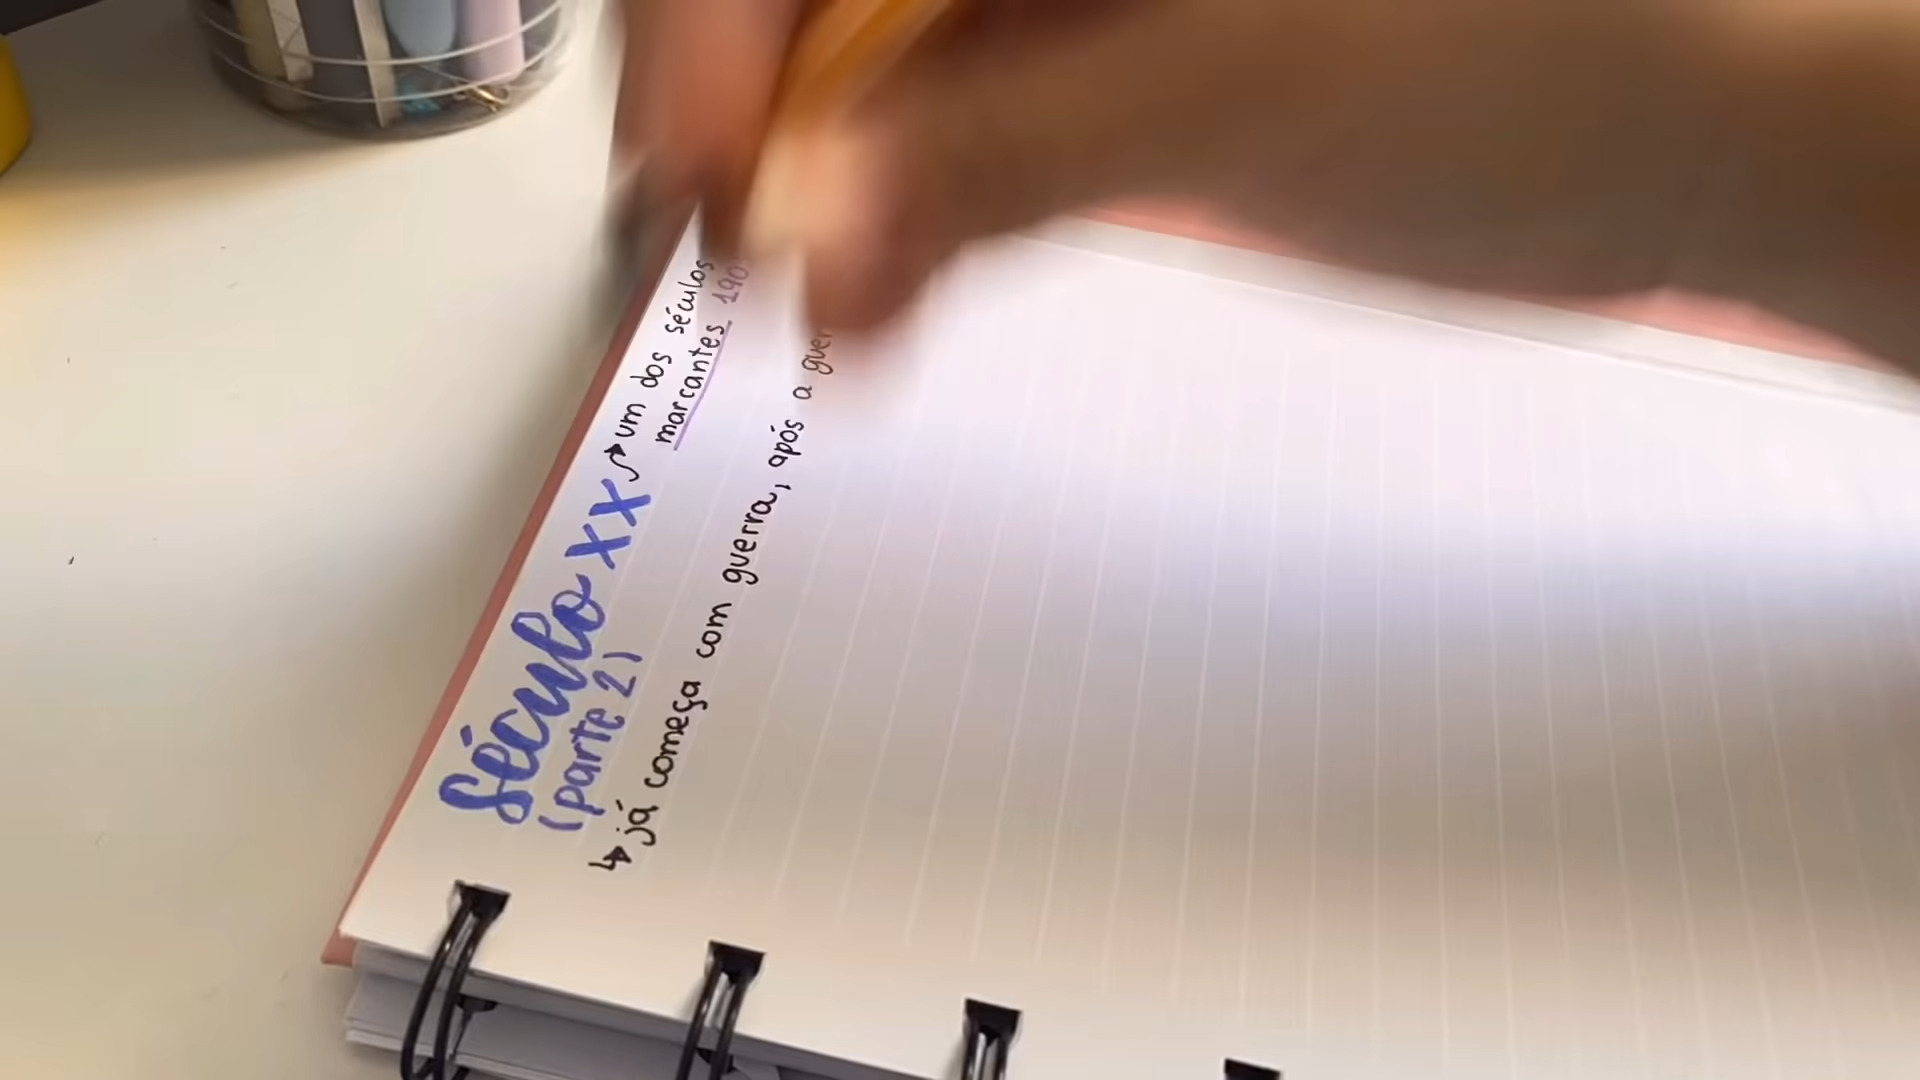 Século XX um dos séculos
marcantes
(parte 2)
já começa com guerra, após a